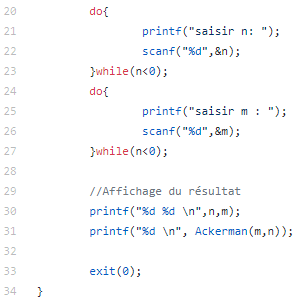 20 do{
21 printf("saisir n: ");
22 scanf("%d",&n);
23 }while(n<0);
24 do{
25 printf("saisir m : ");
26 scanf("%d",&m);
27 }while(n<0);
28
29 //Affichage du résultat
30 printf("%d %d \n",n,m);
31 printf("%d \n", Ackerman(m,n));
32
33 exit(0);
34 }